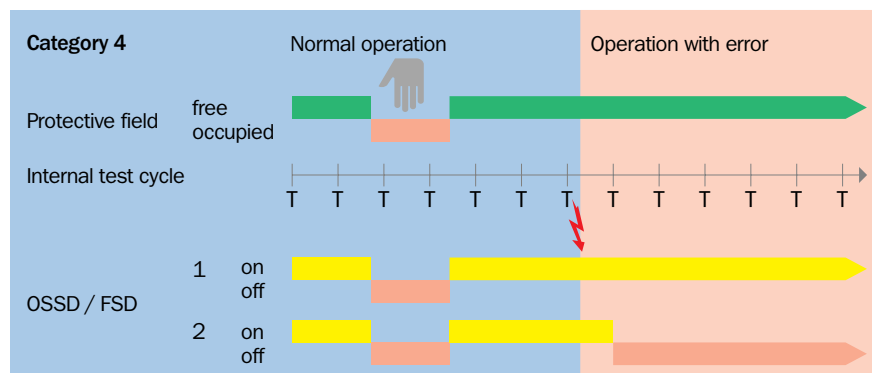 Category 4
Normal operation
Operation with error
Protective field
free
occupied
Internal test cycle
T T T T T T T T T T T T T
OSSD / FSD
1 on
off
2 on
off